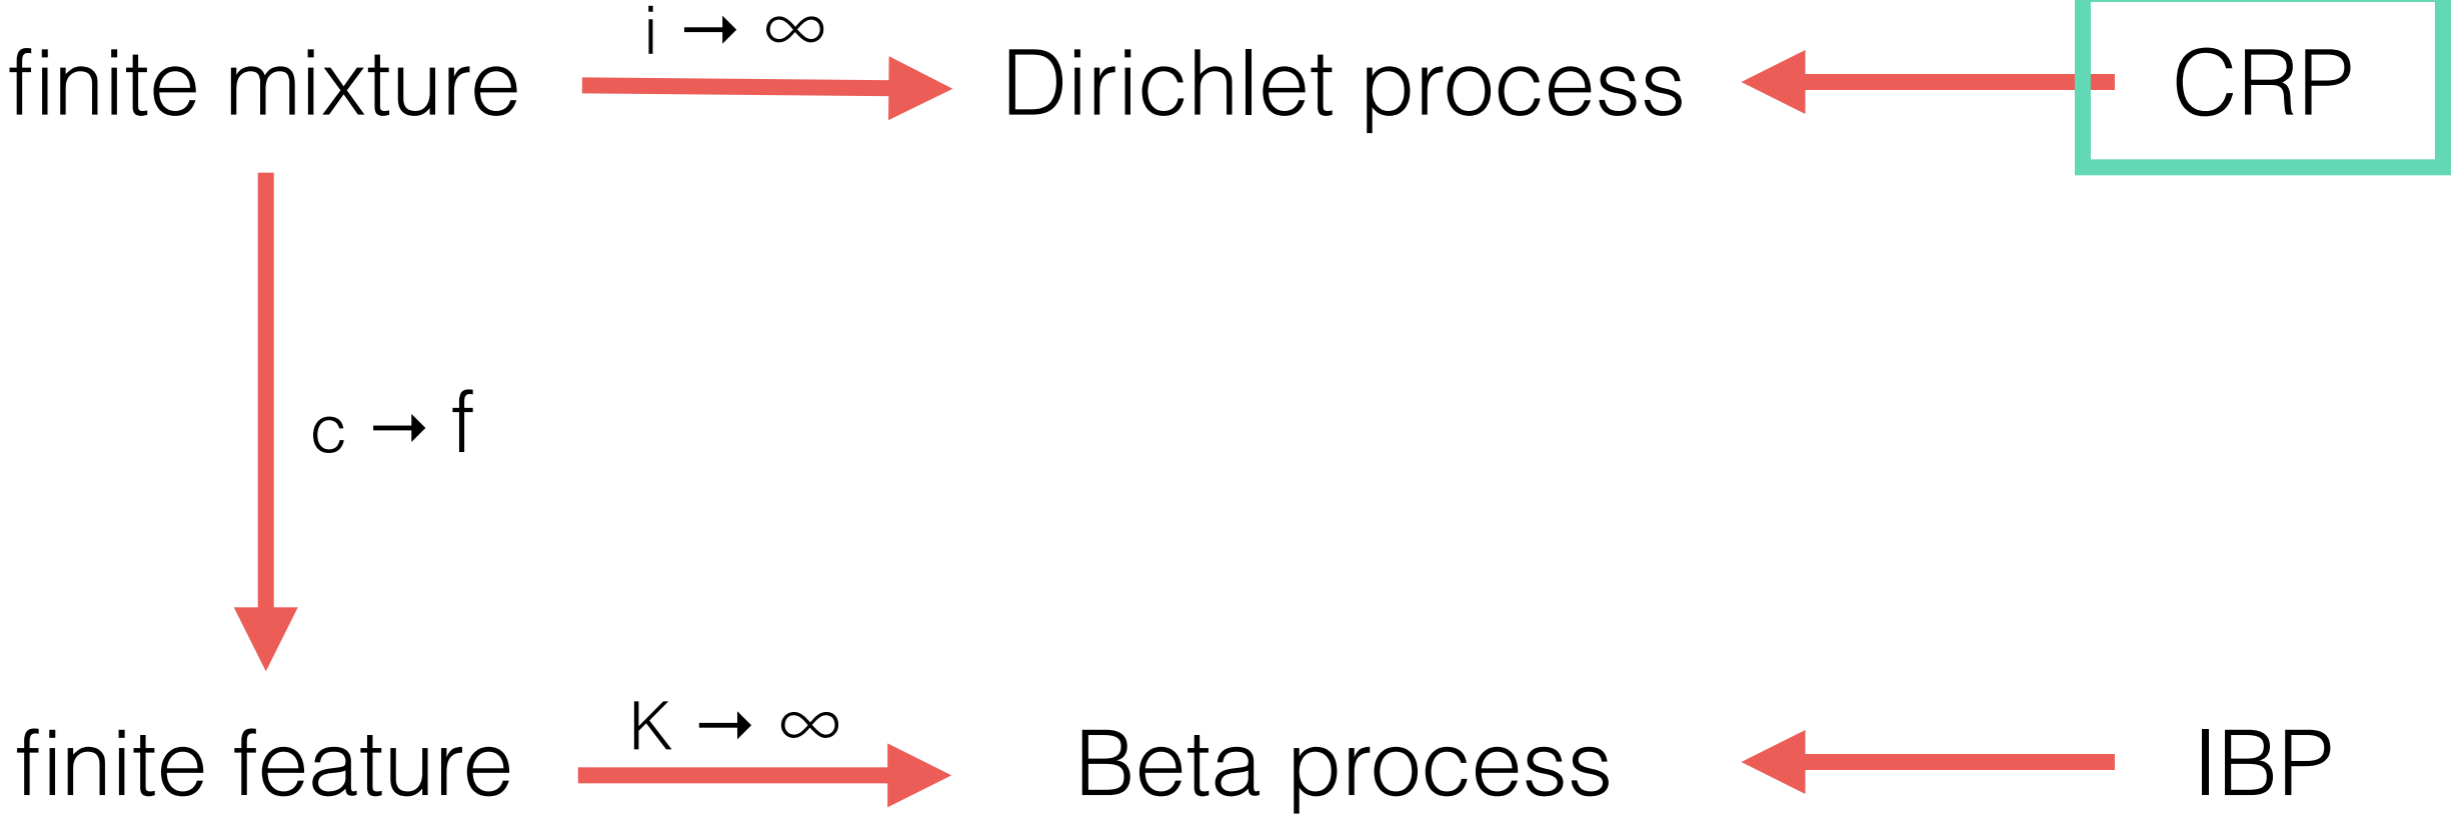 i → ∞
finite mixture Dirichlet process CRP
c → f
K → ∞
finite feature Beta process IBP